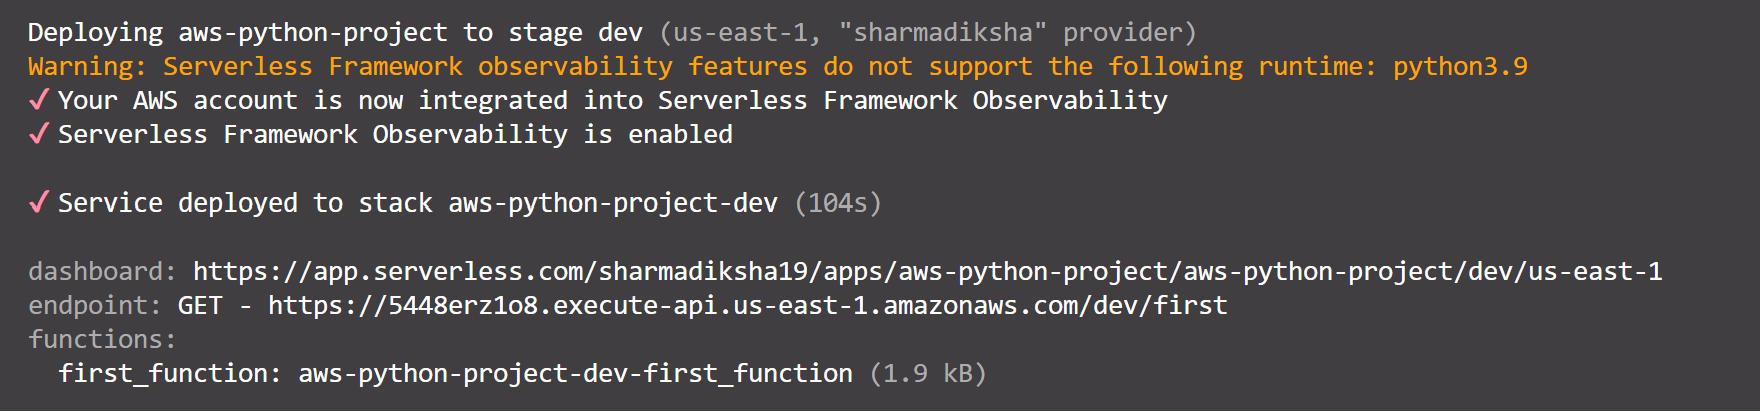 Deploying aws-python-project to stage dev (us-east-1, "sharmadiksha" provider)
Warning: Serverless Framework observability features do not support the following runtime: python3.9
✓ Your AWS account is now integrated into Serverless Framework Observability
✓ Serverless Framework Observability is enabled
✓ Service deployed to stack aws-python-project-dev (104s)
dashboard: https://app.serverless.com/sharmadiksha19/apps/aws-python-project/aws-python-project/dev/us-east-1
endpoint: GET - https://5448erz1o8.execute-api.us-east-1.amazonaws.com/dev/first
functions:
first_function: aws-python-project-dev-first_function (1.9 kB)